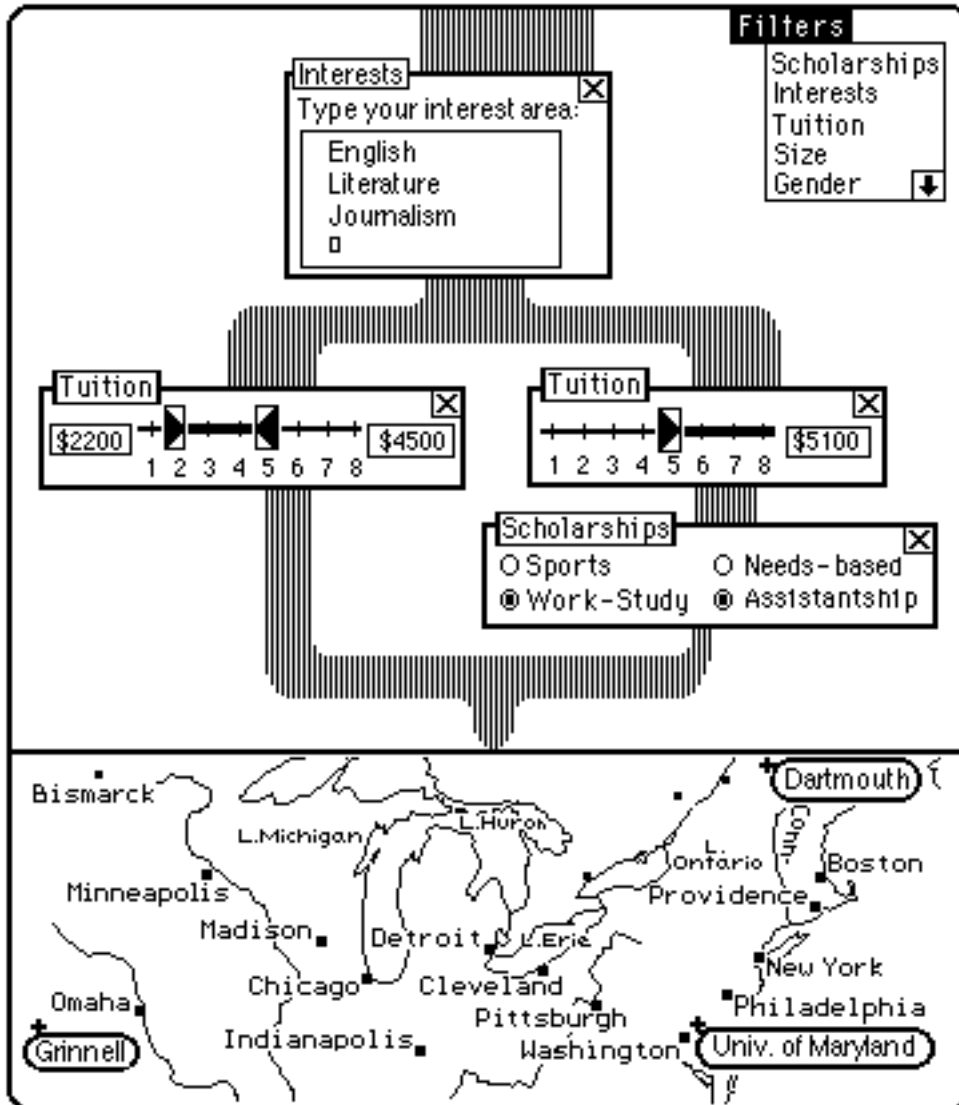 Filters
Scholarships
Interests
Tuition
Size
Gender
Interests
Type your interest area:
English
Literature
Journalism
Tuition
$2200
1 2 3 4 5 6 7 8
$4500
Tuition
1 2 3 4 5 6 7 8
$5100
Scholarships
Sports
Needs-based
Work-Study
Assistantship
Bismarck
Dartmouth
L.Michigan
L.Huron
Conn.
L.
Ontario
Boston
Minneapolis
Providence
Madison
Detroit
L.Erie
New York
Chicago
Cleveland
Omaha
Pittsburgh
Philadelphia
Grinnell
Indianapolis
Washington
Univ. of Maryland